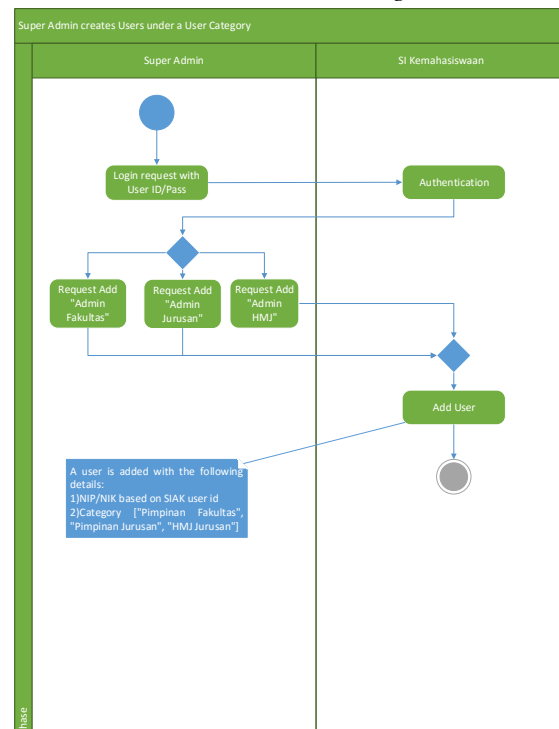 Super Admin creates Users under a User Category
Super Admin
SI Kemahasiswaan
Login request with
User ID/Pass
Authentication
Request Add
"Admin
Fakultas"
Request Add
"Admin
Jurusan"
Request Add
"Admin
HMJ"
Add User
A user is added with the following
details:
1)NIP/NIK based on SIAK user id
2)Category ["Pimpinan Fakultas",
"Pimpinan Jurusan", "HMJ Jurusan"]
hase